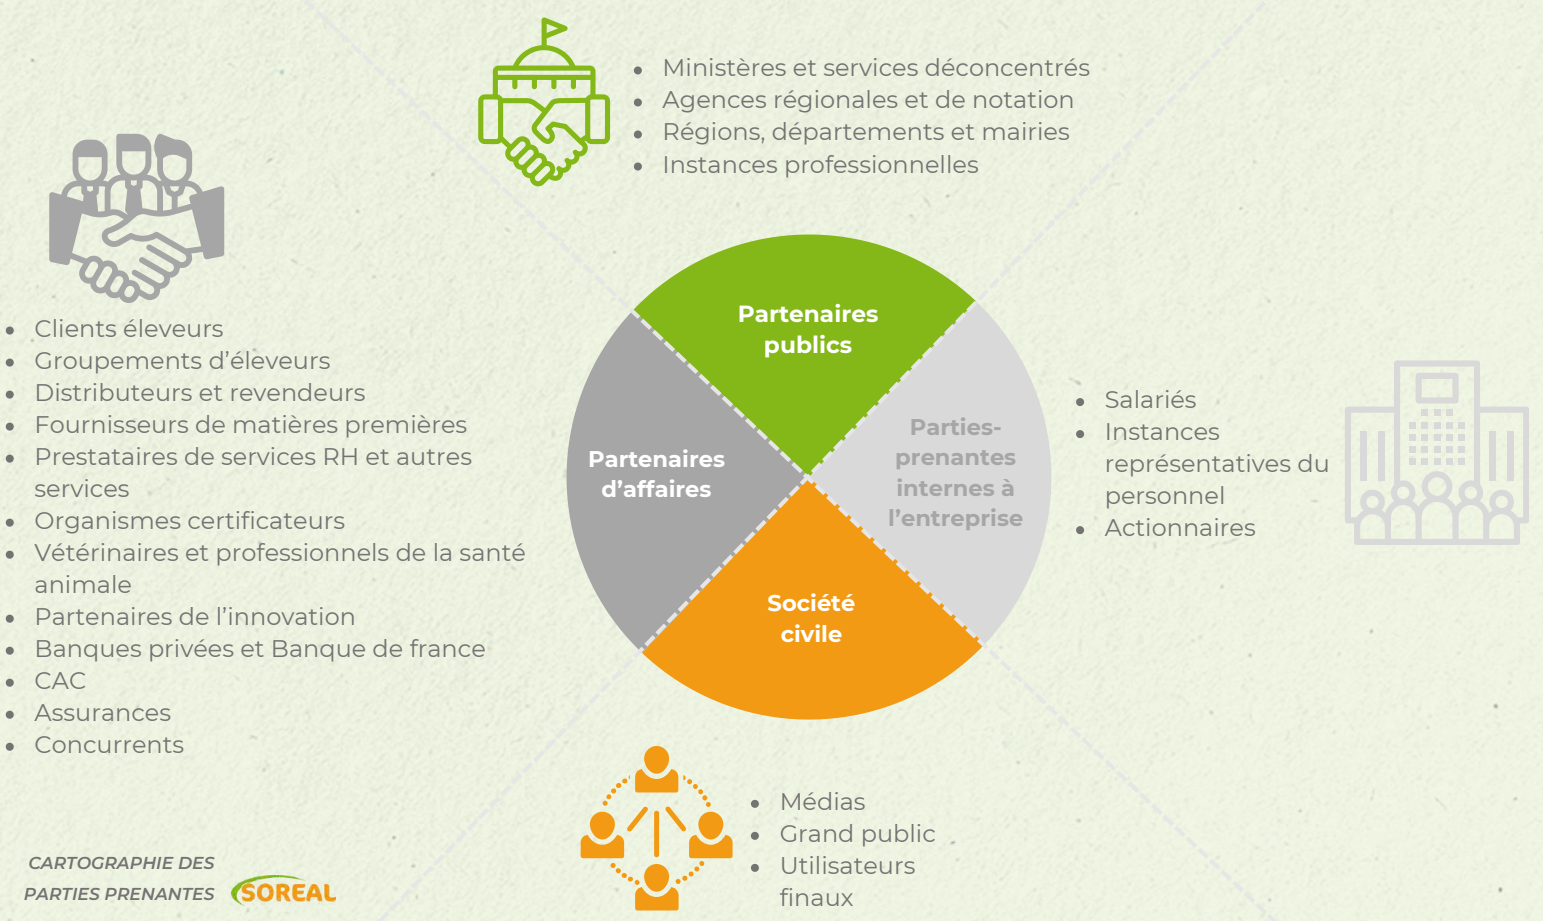 Ministères et services déconcentrés
Agences régionales et de notation
Régions, départements et mairies
Instances professionnelles
Clients éleveurs
Groupements d’éleveurs
Distributeurs et revendeurs
Fournisseurs de matières premières
Prestataires de services RH et autres
services
Organismes certificateurs
Vétérinaires et professionnels de la santé
animale
Partenaires de l’innovation
Banques privées et Banque de france
CAC
Assurances
Concurrents
Partenaires
publics
Partenaires
d’affaires
Parties-
prenantes
internes à
l’entreprise
Société
civile
Salariés
Instances
représentatives du
personnel
Actionnaires
Médias
Grand public
Utilisateurs
finaux
CARTOGRAPHIE DES
PARTIES PRENANTES
SOREAL